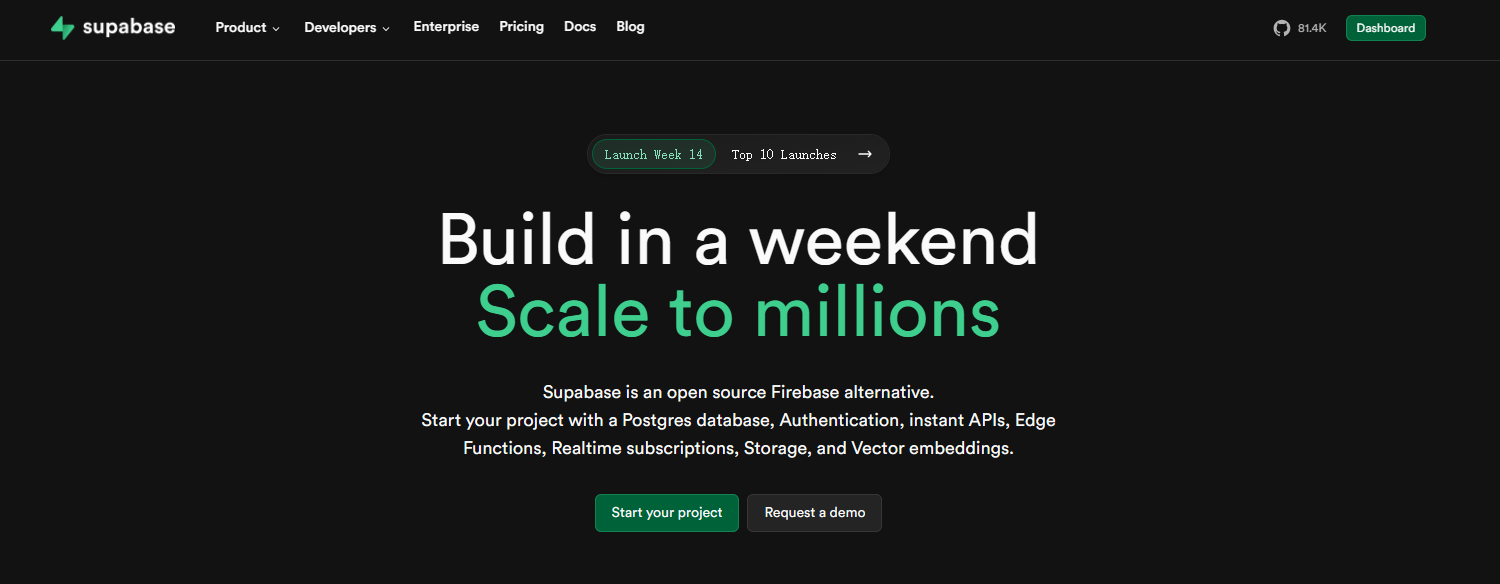 supabase Product Developers Enterprise Pricing Docs Blog 81.4K Dashboard
Launch Week 14 Top 10 Launches →
Build in a weekend
Scale to millions
Supabase is an open source Firebase alternative.
Start your project with a Postgres database, Authentication, instant APIs, Edge
Functions, Realtime subscriptions, Storage, and Vector embeddings.
Start your project Request a demo